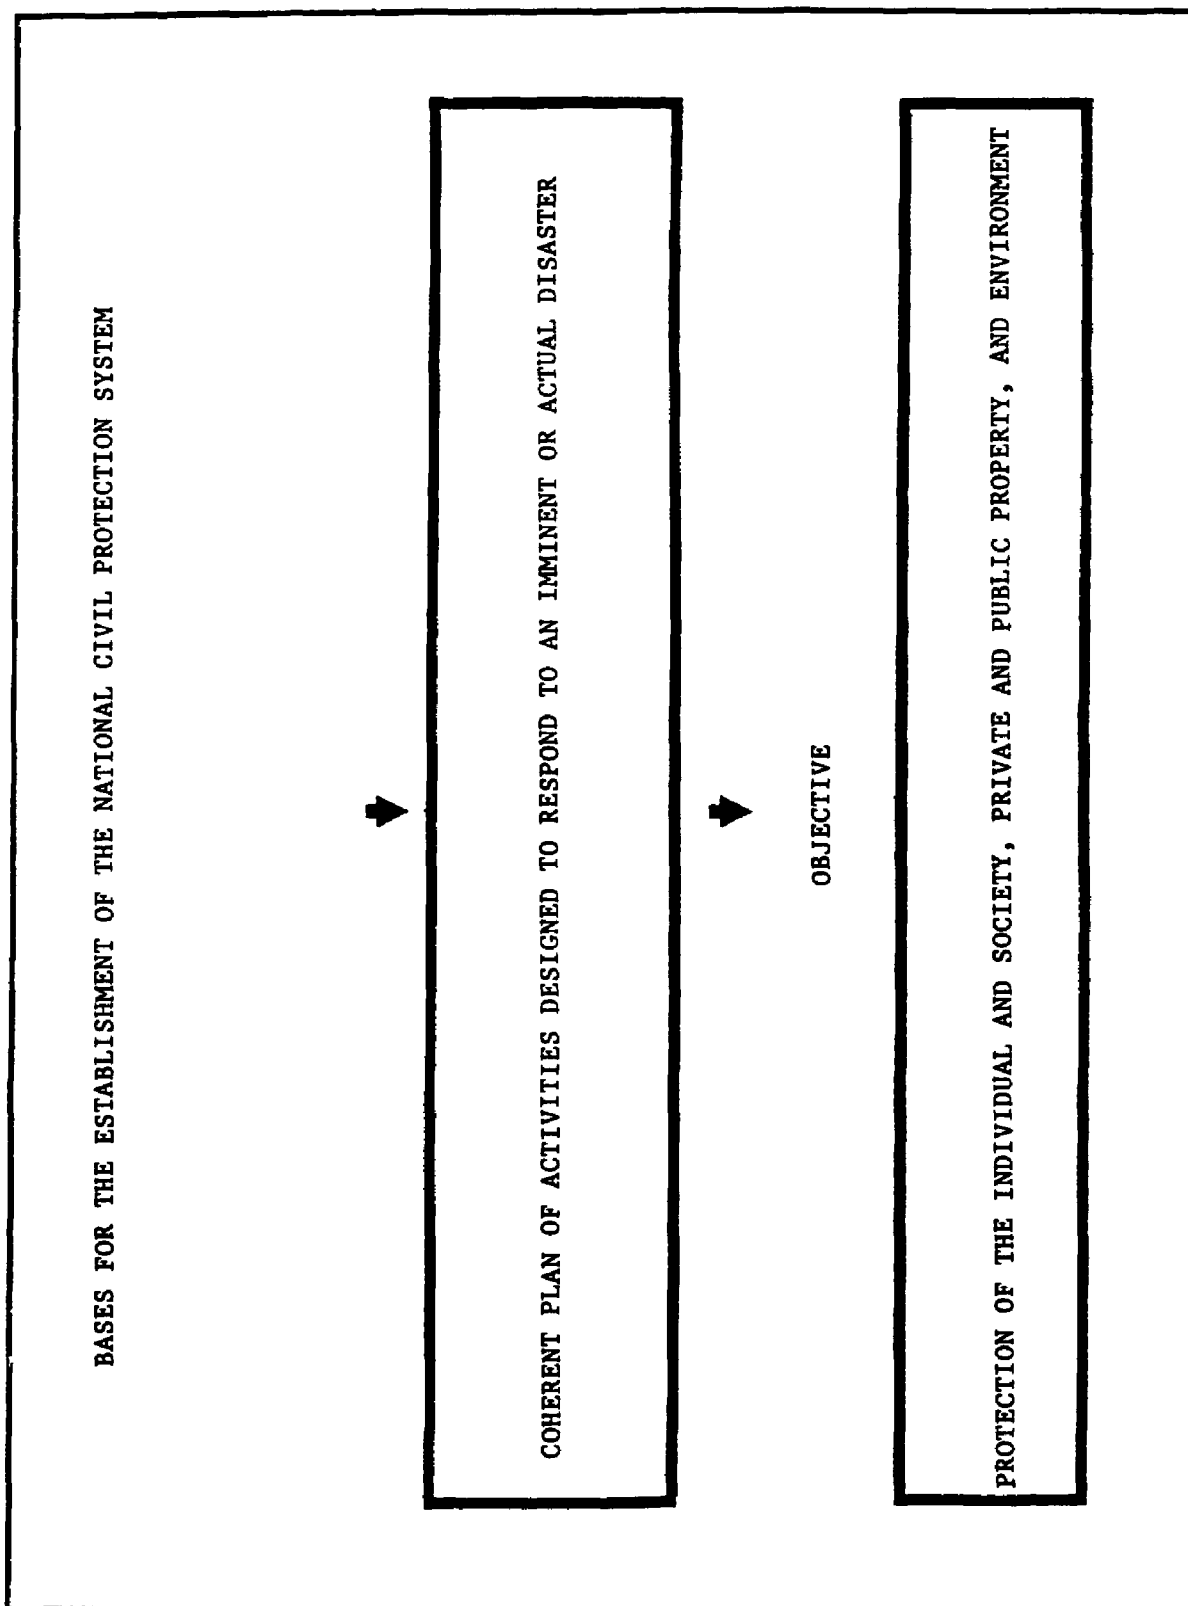 BASES FOR THE ESTABLISHMENT OF THE NATIONAL CIVIL PROTECTION SYSTEM
COHERENT PLAN OF ACTIVITIES DESIGNED TO RESPOND TO AN IMMINENT OR ACTUAL DISASTER
OBJECTIVE
PROTECTION OF THE INDIVIDUAL AND SOCIETY, PRIVATE AND PUBLIC PROPERTY, AND ENVIRONMENT